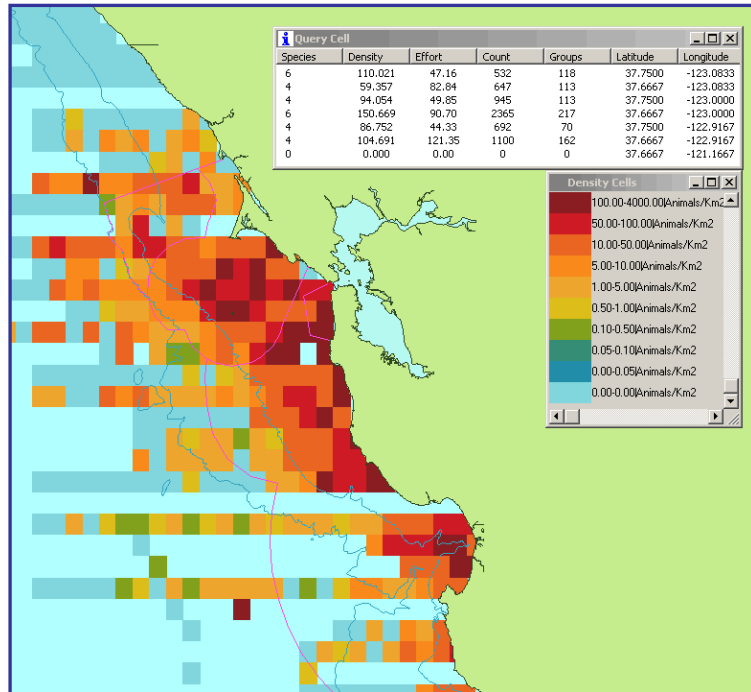 Query Cell
Species Density Effort Count Groups Latitude Longitude
6 110.021 47.16 532 118 37.7500 -123.0833
4 59.357 82.84 647 113 37.6667 -123.0833
4 94.054 49.85 945 113 37.7500 -123.0000
6 150.669 90.70 2365 217 37.6667 -123.0000
4 86.752 44.33 692 70 37.7500 -122.9167
4 104.691 121.35 1100 162 37.6667 -122.9167
0 0.000 0.00 0 0 37.6667 -121.1667
Density Cells
100.00-4000.00|Animals/Km2
50.00-100.00|Animals/Km2
10.00-50.00|Animals/Km2
5.00-10.00|Animals/Km2
1.00-5.00|Animals/Km2
0.50-1.00|Animals/Km2
0.10-0.50|Animals/Km2
0.05-0.10|Animals/Km2
0.00-0.05|Animals/Km2
0.00-0.00|Animals/Km2